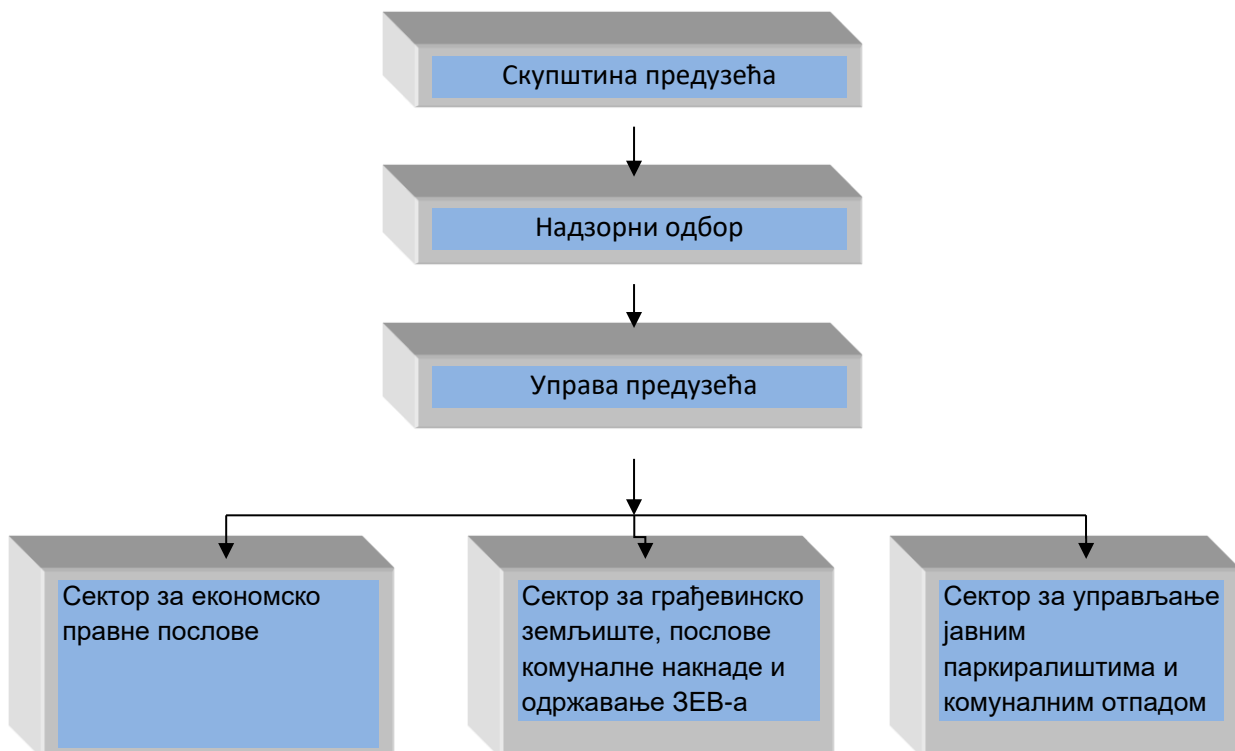 Скупштина предузећа
Надзорни одбор
Управа предузећа
Сектор за економско
правне послове
Сектор за грађевинско
земљиште, послове
комуналне накнаде и
одржавање ЗЕВ-а
Сектор за управљање
јавним
паркиралиштима и
комуналним отпадом